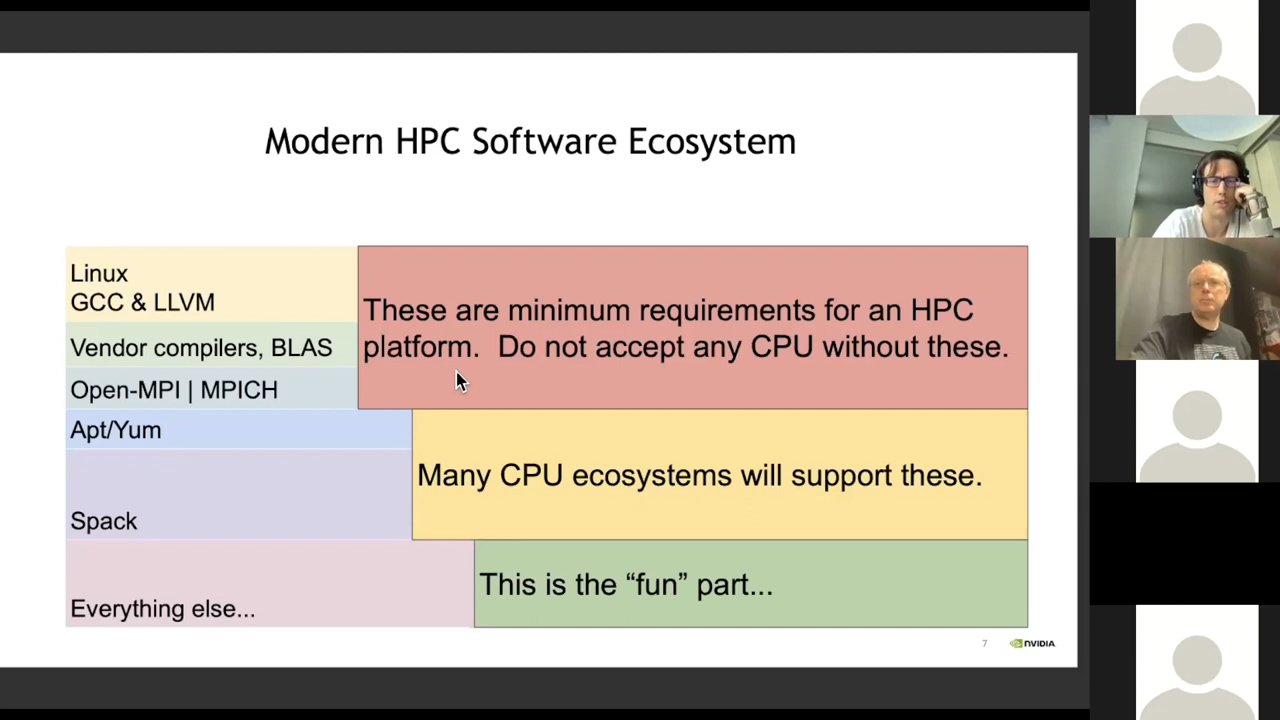 Modern HPC Software Ecosystem
Linux
GCC & LLVM
Vendor compilers, BLAS
Open-MPI | MPICH
These are minimum requirements for an HPC
platform.  Do not accept any CPU without these.
Apt/Yum
Spack
Many CPU ecosystems will support these.
Everything else...
This is the “fun” part...
7
NVIDIA